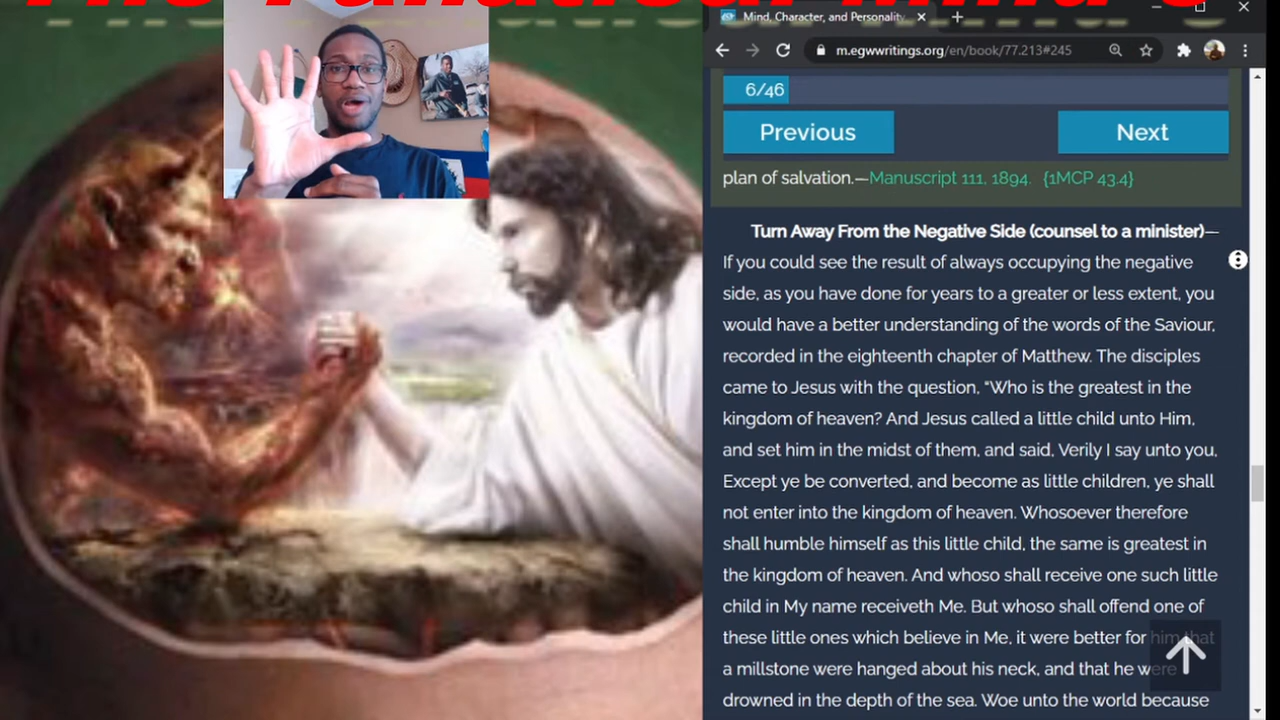 The Fanatical Mind's
Mind, Character, and Personality
m.egwwritings.org/en/book/77.213#245
6/46
Previous
Next
plan of salvation.—Manuscript 111, 1894. {1MCP 43.4}
Turn Away From the Negative Side (counsel to a minister)—
If you could see the result of always occupying the negative
side, as you have done for years to a greater or less extent, you
would have a better understanding of the words of the Saviour,
recorded in the eighteenth chapter of Matthew. The disciples
came to Jesus with the question, “Who is the greatest in the
kingdom of heaven? And Jesus called a little child unto Him,
and set him in the midst of them, and said, Verily I say unto you,
Except ye be converted, and become as little children, ye shall
not enter into the kingdom of heaven. Whosoever therefore
shall humble himself as this little child, the same is greatest in
the kingdom of heaven. And whoso shall receive one such little
child in My name receiveth Me. But whoso shall offend one of
these little ones which believe in Me, it were better for him that
a millstone were hanged about his neck, and that he were
drowned in the depth of the sea. Woe unto the world because